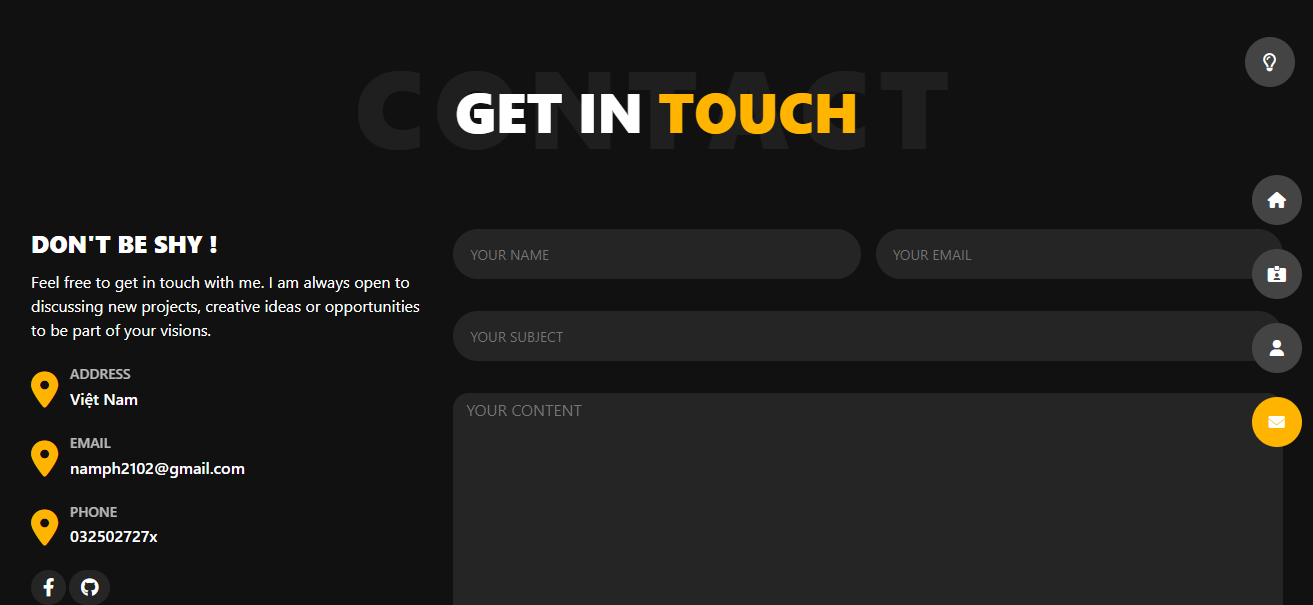 CONTACT
GET IN TOUCH
DON'T BE SHY !
Feel free to get in touch with me. I am always open to
discussing new projects, creative ideas or opportunities
to be part of your visions.
ADDRESS
Việt Nam
EMAIL
namph2102@gmail.com
PHONE
032502727x
YOUR NAME
YOUR EMAIL
YOUR SUBJECT
YOUR CONTENT